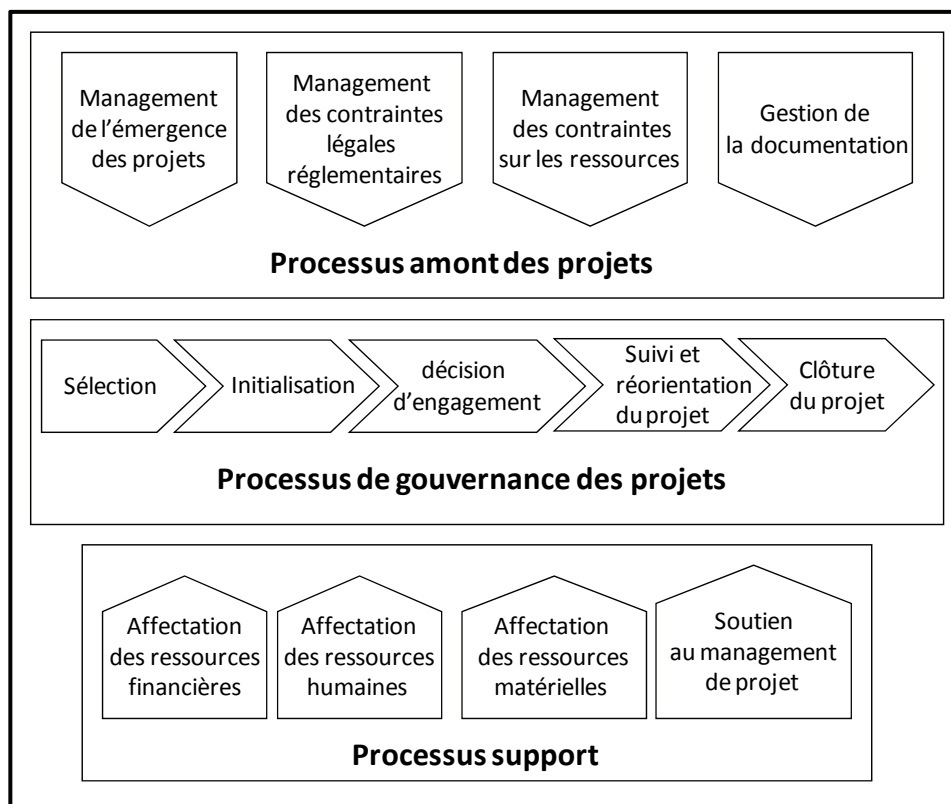 Management
de l’émergence
des projets
Management
des contraintes
légales
réglementaires
Management
des contraintes
sur les ressources
Gestion de
la documentation
Processus amont des projets
Sélection
Initialisation
décision
d’engagement
Suivi et
réorientation
du projet
Clôture
du projet
Processus de gouvernance des projets
Affectation
des ressources
financières
Affectation
des ressources
humaines
Affectation
des ressources
matérielles
Soutien
au management
de projet
Processus support